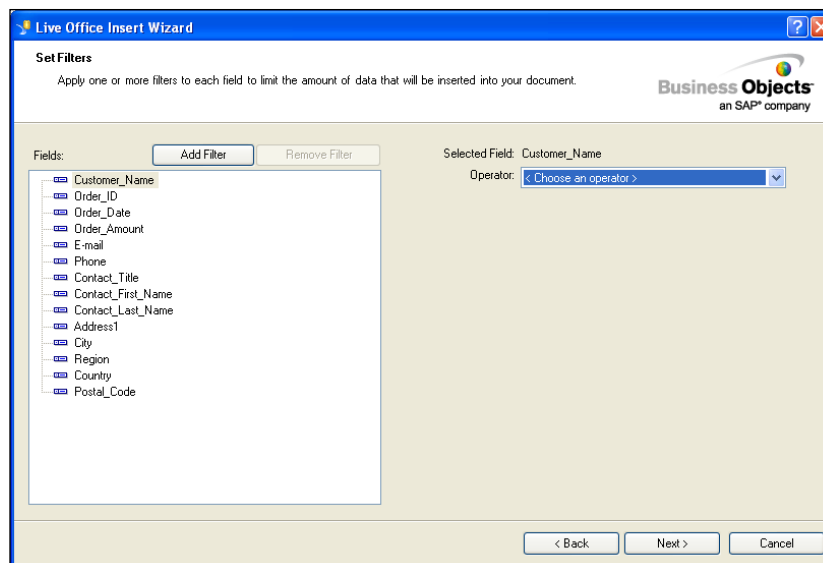 Live Office Insert Wizard
Set Filters
Apply one or more filters to each field to limit the amount of data that will be inserted into your document.
Business Objects
an SAP® company
Fields:
Add Filter
Remove Filter
Selected Field: Customer_Name
Operator: < Choose an operator >
Customer_Name
Order_ID
Order_Date
Order_Amount
E-mail
Phone
Contact_Title
Contact_First_Name
Contact_Last_Name
Address1
City
Region
Country
Postal_Code
< Back
Next >
Cancel